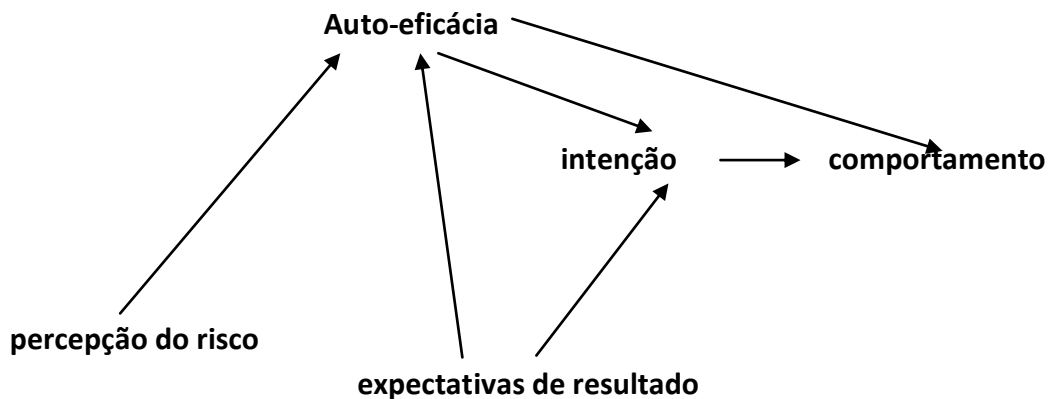 Auto-eficácia
intenção
comportamento
percepção do risco
expectativas de resultado